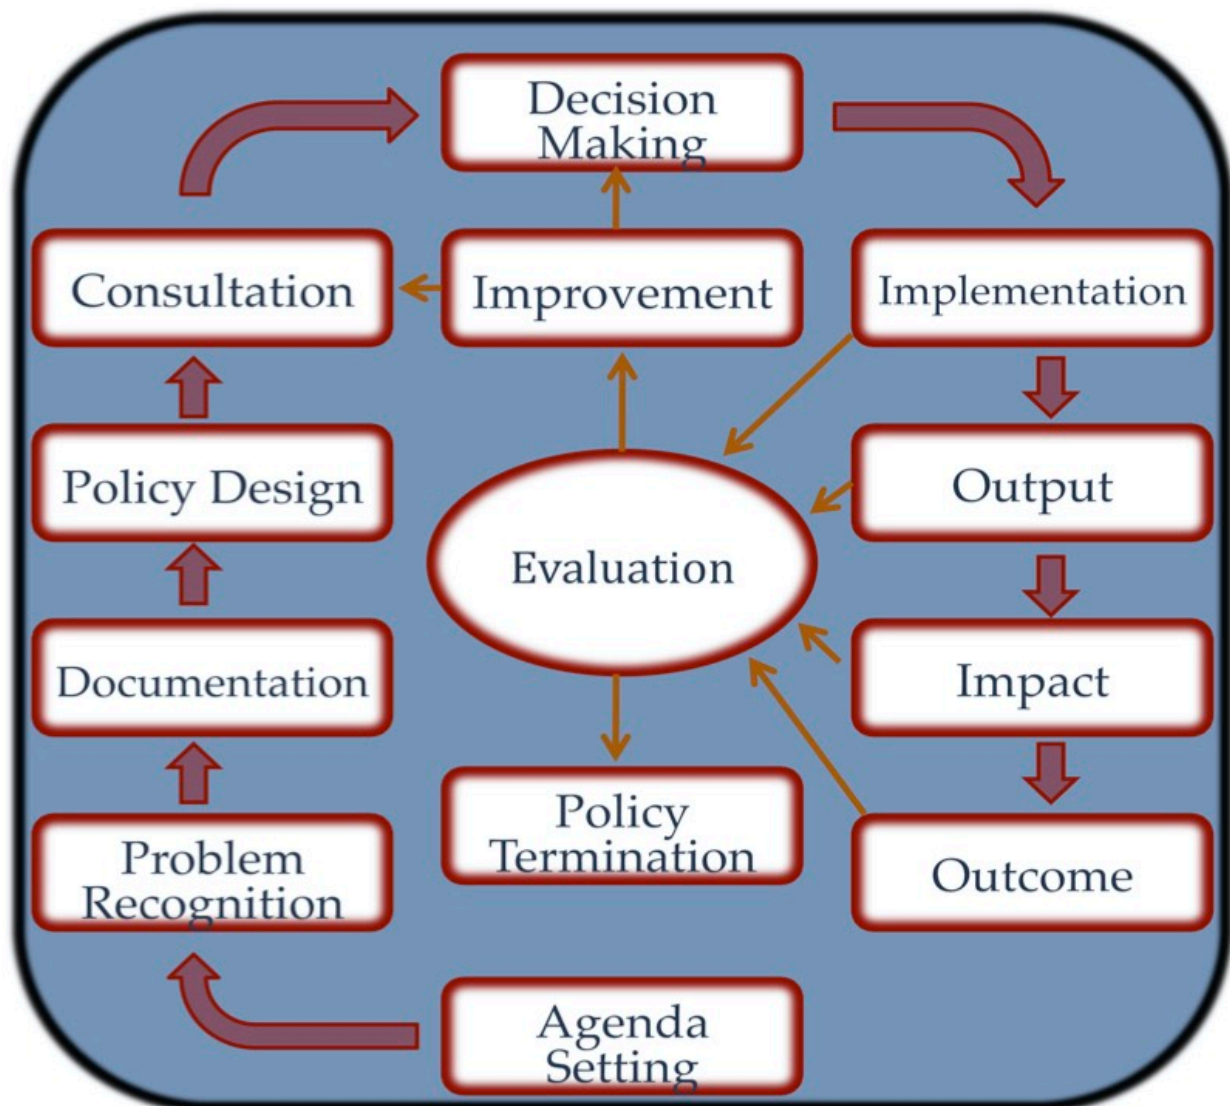 Decision
Making
Consultation
Improvement
Implementation
Policy Design
Output
Evaluation
Documentation
Impact
Policy
Termination
Problem
Recognition
Outcome
Agenda
Setting